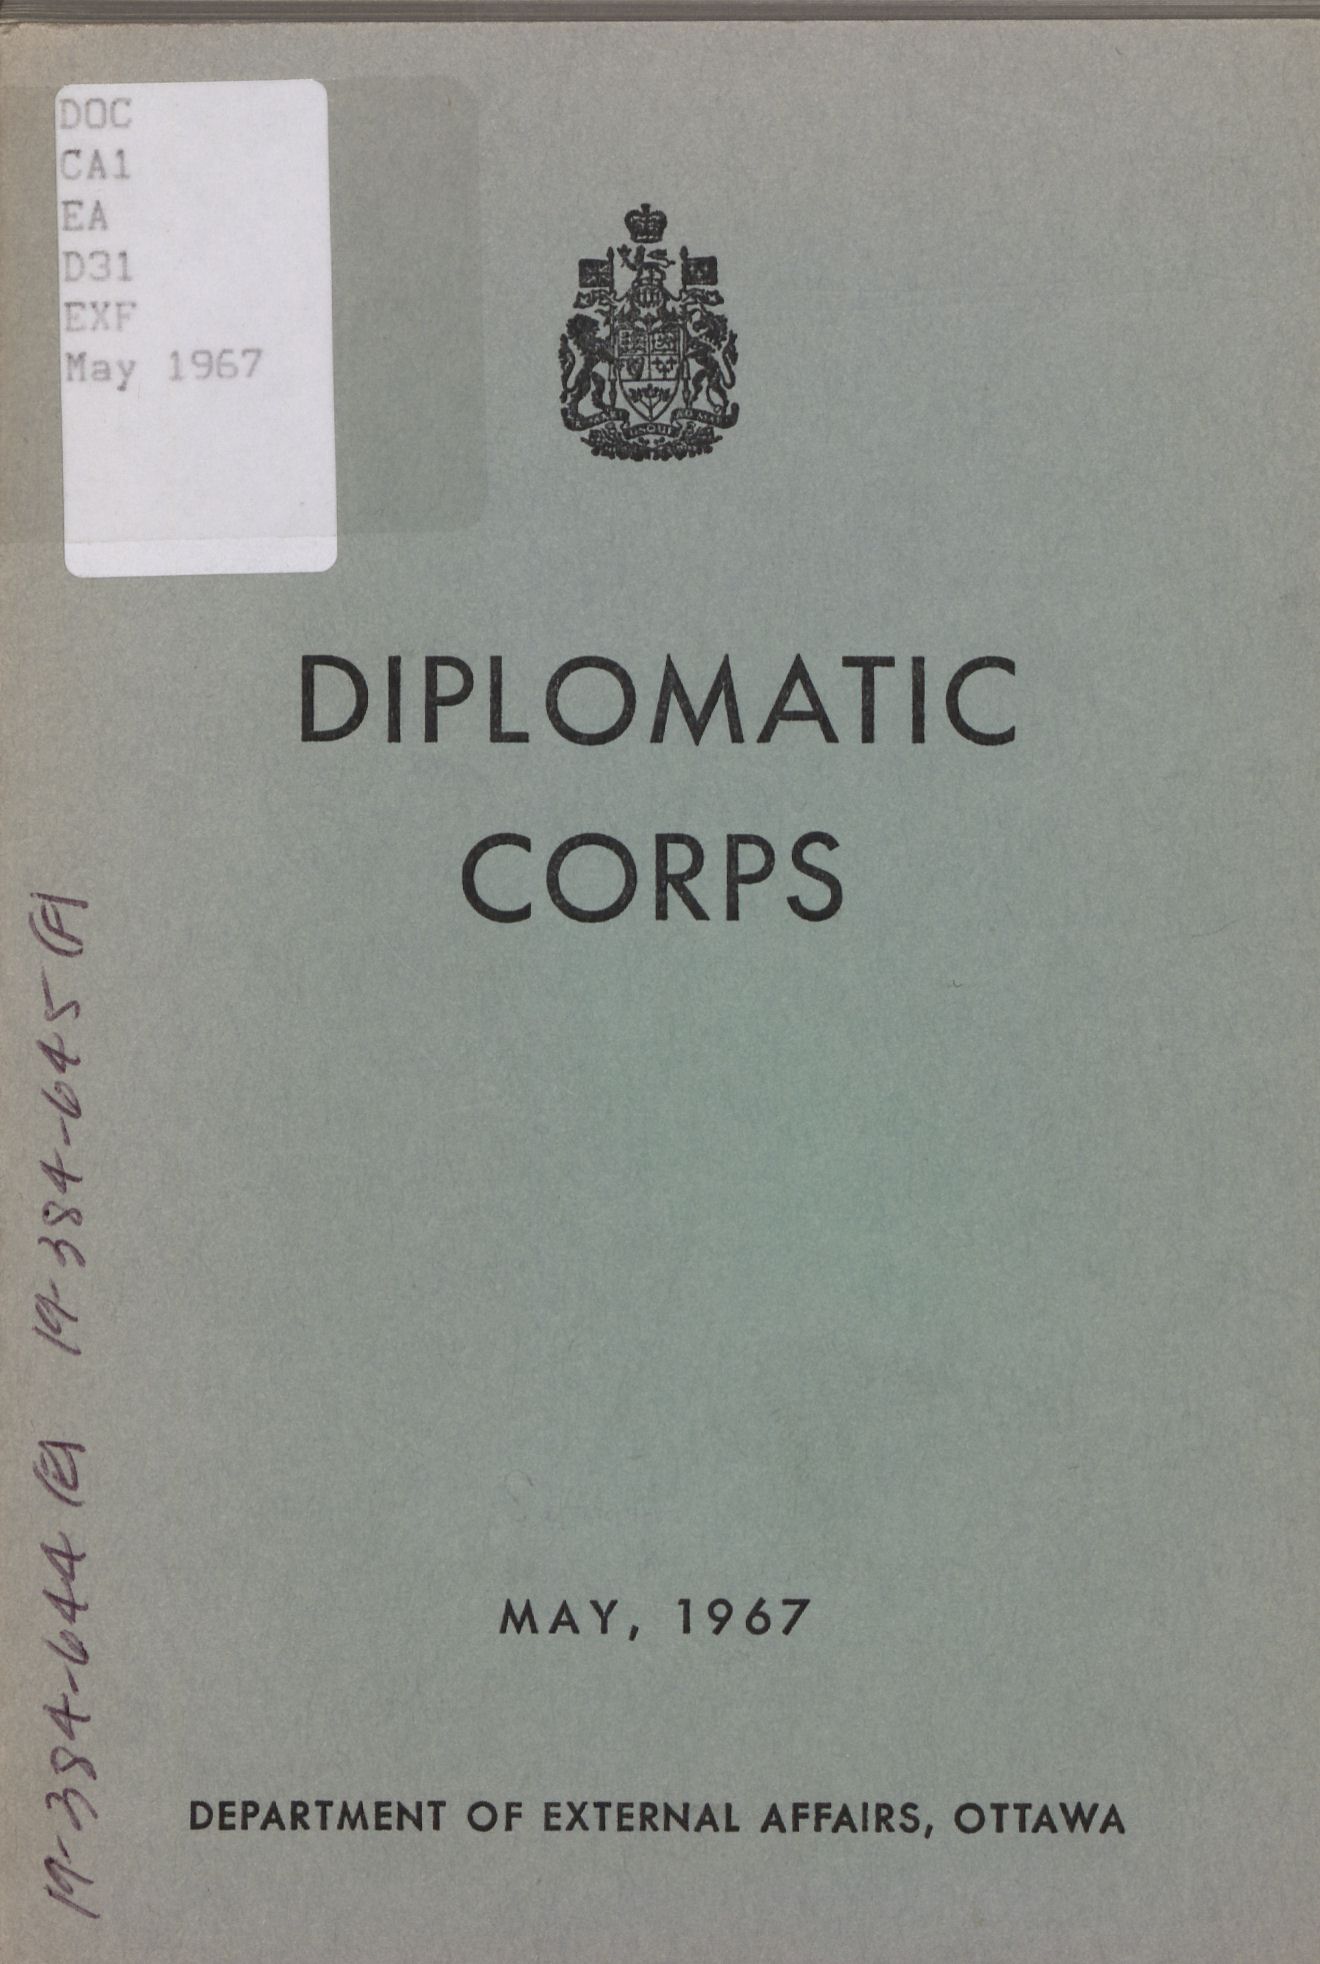 DOC
CA1
EA
D31
EXF
May 1967
DIPLOMATIC
CORPS
MAY, 1967
DEPARTMENT OF EXTERNAL AFFAIRS, OTTAWA
19-384-644 (E) 19-384-645 (F)